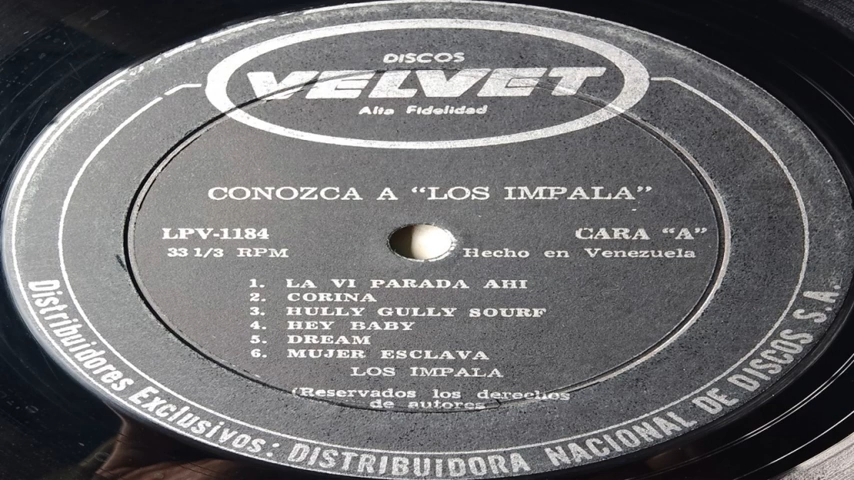 DISCOS
VELVET
Alta Fidelidad
CONOZCA A “LOS IMPALA”
LPV-1184
CARA “A”
33 1/3 RPM
Hecho en Venezuela
1. LA VI PARADA AHI
2. CORINA
3. HULLY GULLY SOURF
4. HEY BABY
5. DREAM
6. MUJER ESCLAVA
LOS IMPALA
(Reservados los derechos
de autores
Distribuidores Exclusivos: DISTRIBUIDORA NACIONAL DE DISCOS S.A.